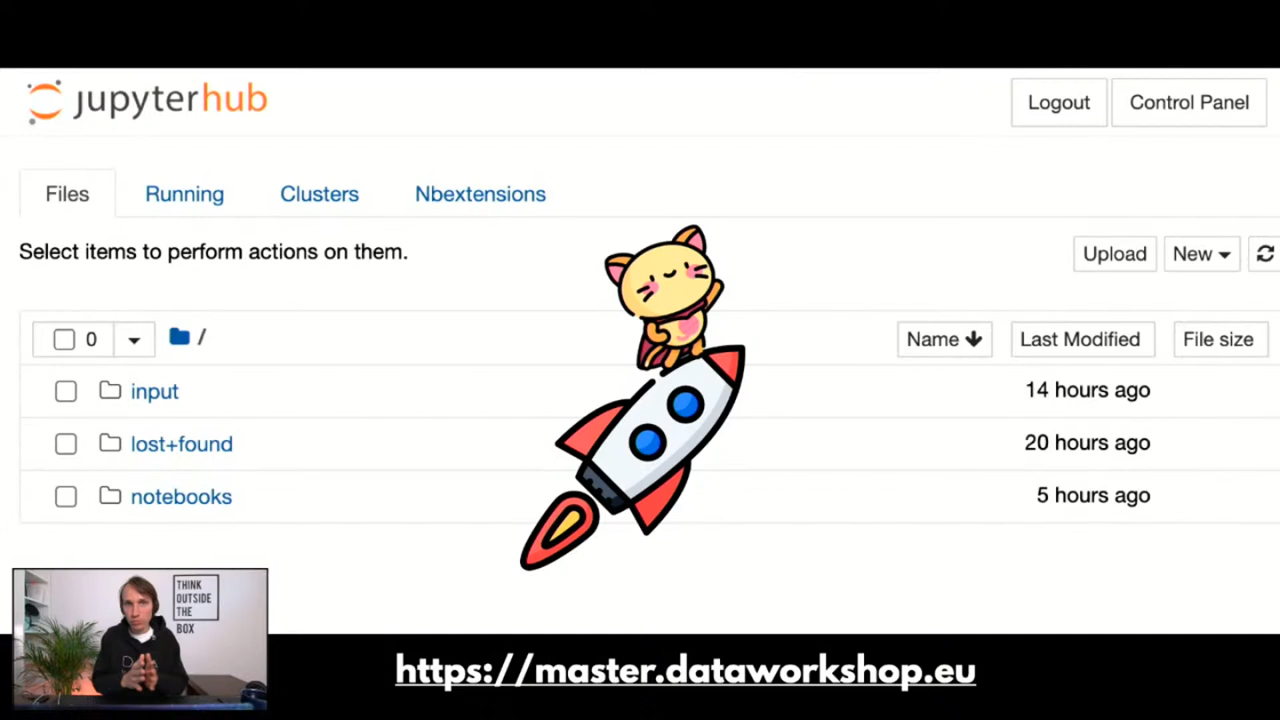 jupyterhub
Logout
Control Panel
Files
Running
Clusters
Nbextensions
Select items to perform actions on them.
Upload
New
0
/
Name
Last Modified
File size
input
14 hours ago
lost+found
20 hours ago
notebooks
5 hours ago
THINK
OUTSIDE
THE
BOX
https://master.dataworkshop.eu